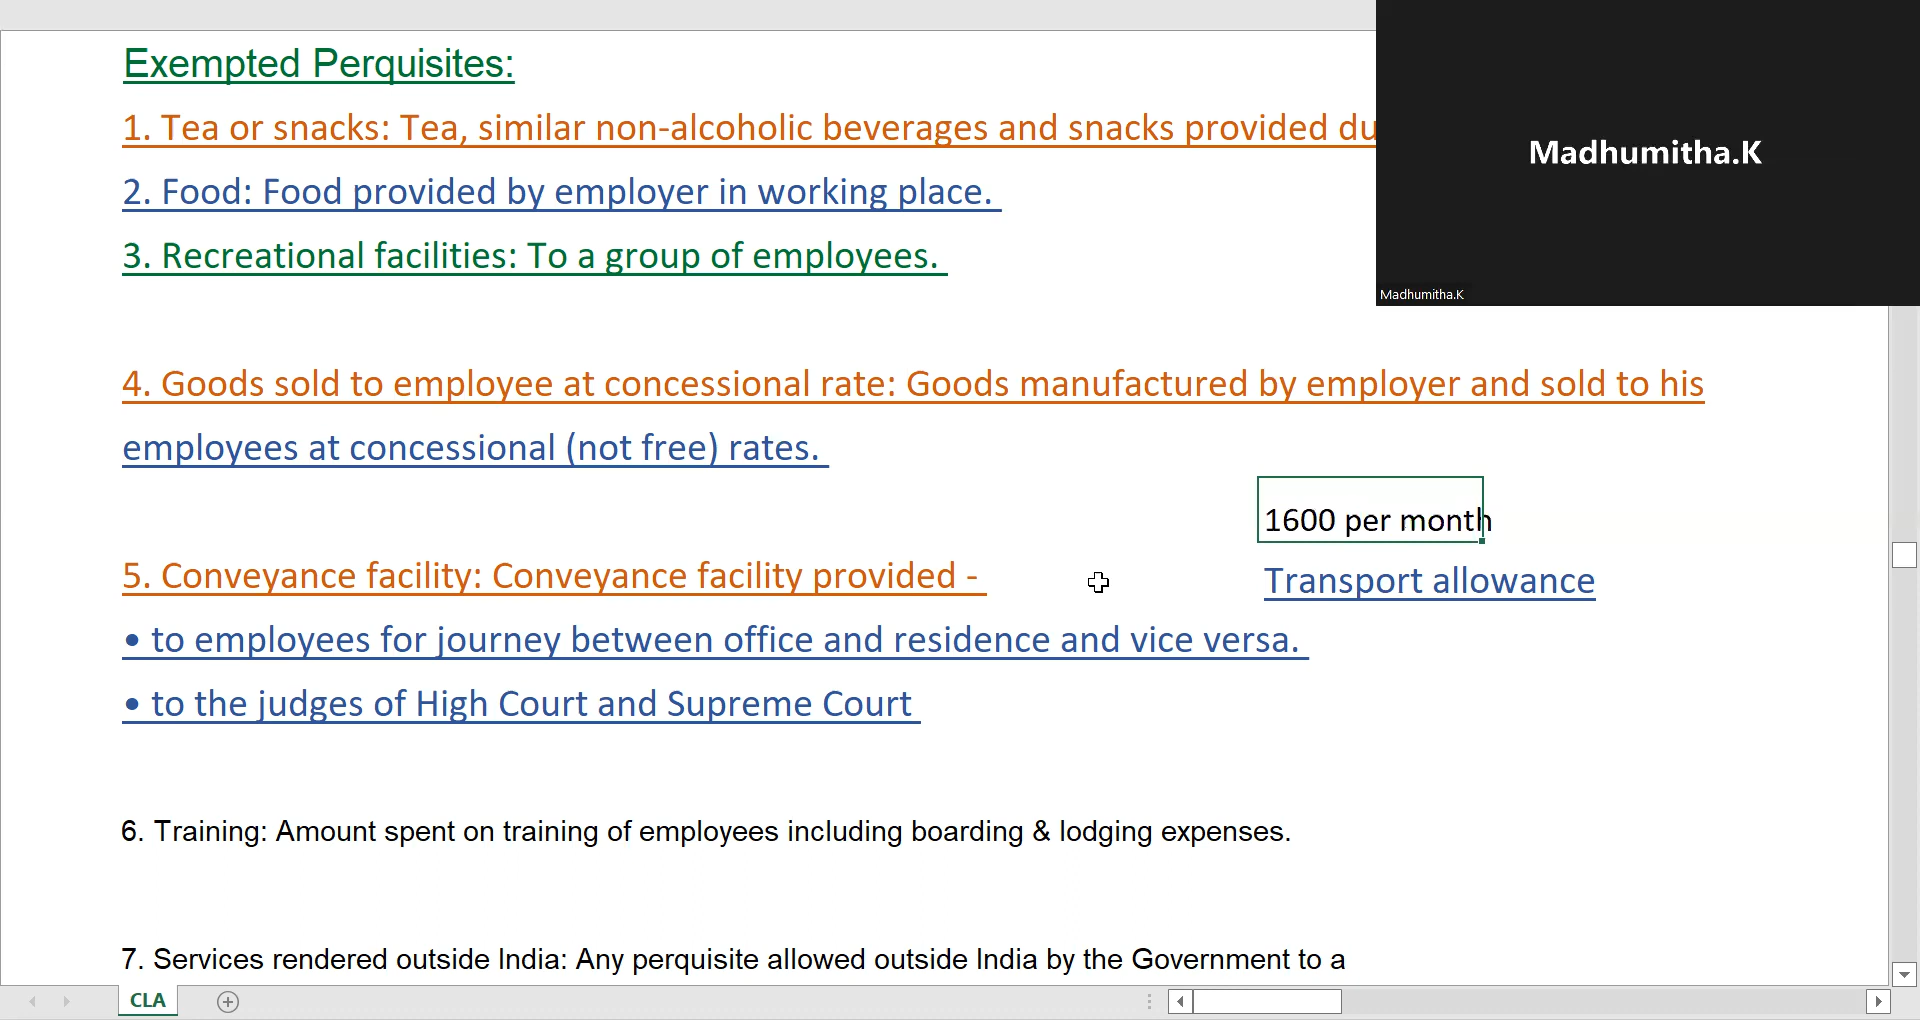 Exempted Perquisites:
1. Tea or snacks: Tea, similar non-alcoholic beverages and snacks provided du
Madhumitha.K
2. Food: Food provided by employer in working place.
3. Recreational facilities: To a group of employees.
Madhumitha.K
4. Goods sold to employee at concessional rate: Goods manufactured by employer and sold to his
employees at concessional (not free) rates.
1600 per month
5. Conveyance facility: Conveyance facility provided -
Transport allowance
• to employees for journey between office and residence and vice versa.
• to the judges of High Court and Supreme Court
6. Training: Amount spent on training of employees including boarding & lodging expenses.
7. Services rendered outside India: Any perquisite allowed outside India by the Government to a
CLA